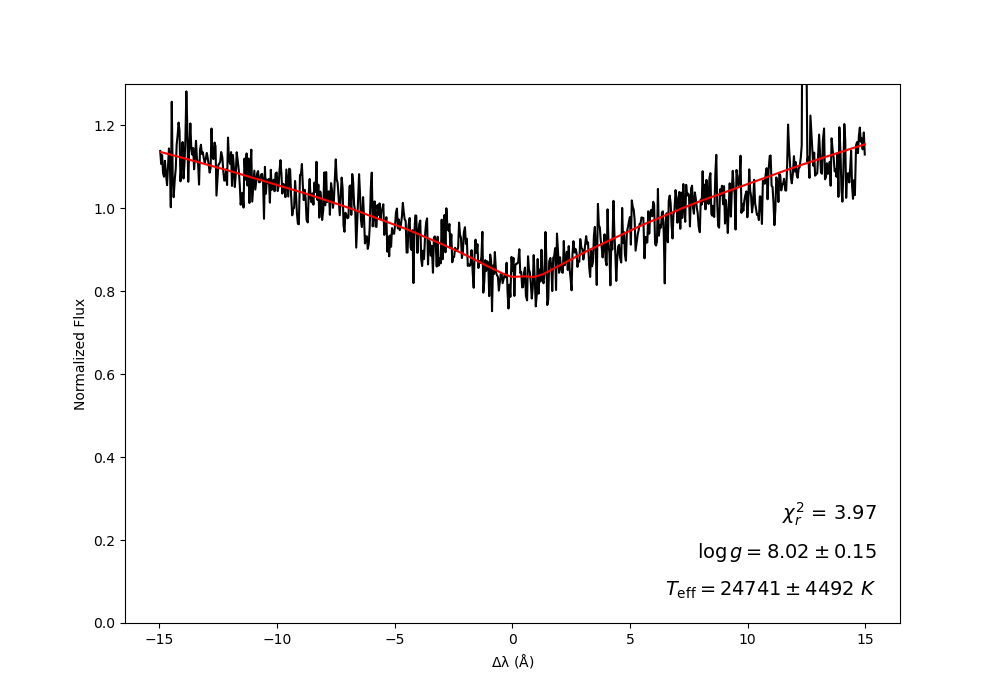 Normalized Flux
1.2
1.0
0.8
0.6
0.4
0.2
0.0
χ²ᵣ = 3.97
log g = 8.02 ± 0.15
T_eff = 24741 ± 4492 K
−15 −10 −5 0 5 10 15
Δλ (Å)